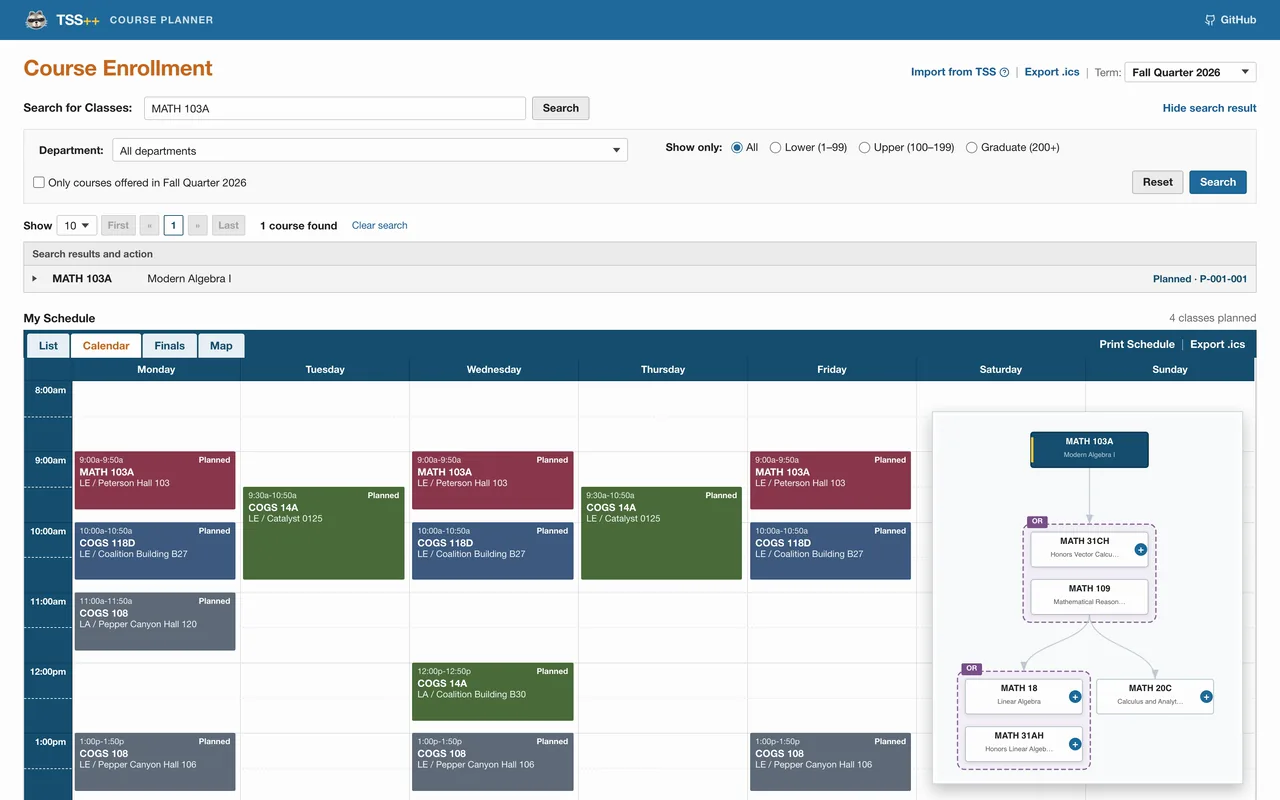 TSS++ COURSE PLANNER GitHub
Course Enrollment
Import from TSS | Export .ics | Term: Fall Quarter 2026
Search for Classes: MATH 103A Search
Hide search result
Department: All departments
Show only: All Lower (1–99) Upper (100–199) Graduate (200+)
Only courses offered in Fall Quarter 2026
Reset Search
Show 10 First « 1 » Last 1 course found Clear search
Search results and action
MATH 103A Modern Algebra I Planned · P-001-001
My Schedule 4 classes planned
List Calendar Finals Map Print Schedule | Export .ics
Monday Tuesday Wednesday Thursday Friday Saturday Sunday
8:00am
9:00am
10:00am
11:00am
12:00pm
1:00pm
9:00a-9:50a Planned
MATH 103A
LE / Peterson Hall 103
10:00a-10:50a Planned
COGS 118D
LE / Coalition Building B27
11:00a-11:50a Planned
COGS 108
LA / Pepper Canyon Hall 120
1:00p-1:50p Planned
COGS 108
LE / Pepper Canyon Hall 106
9:30a-10:50a Planned
COGS 14A
LE / Catalyst 0125
9:00a-9:50a Planned
MATH 103A
LE / Peterson Hall 103
10:00a-10:50a Planned
COGS 118D
LE / Coalition Building B27
12:00p-12:50p Planned
COGS 14A
LA / Coalition Building B30
1:00p-1:50p Planned
COGS 108
LE / Pepper Canyon Hall 106
9:30a-10:50a Planned
COGS 14A
LE / Catalyst 0125
9:00a-9:50a Planned
MATH 103A
LE / Peterson Hall 103
10:00a-10:50a Planned
COGS 118D
LE / Coalition Building B27
1:00p-1:50p Planned
COGS 108
LE / Pepper Canyon Hall 106
MATH 103A
Modern Algebra I
OR
MATH 31CH
Honors Vector Calcu...
MATH 109
Mathematical Reason...
OR
MATH 18
Linear Algebra
MATH 31AH
Honors Linear Algeb...
MATH 20C
Calculus and Analyt...